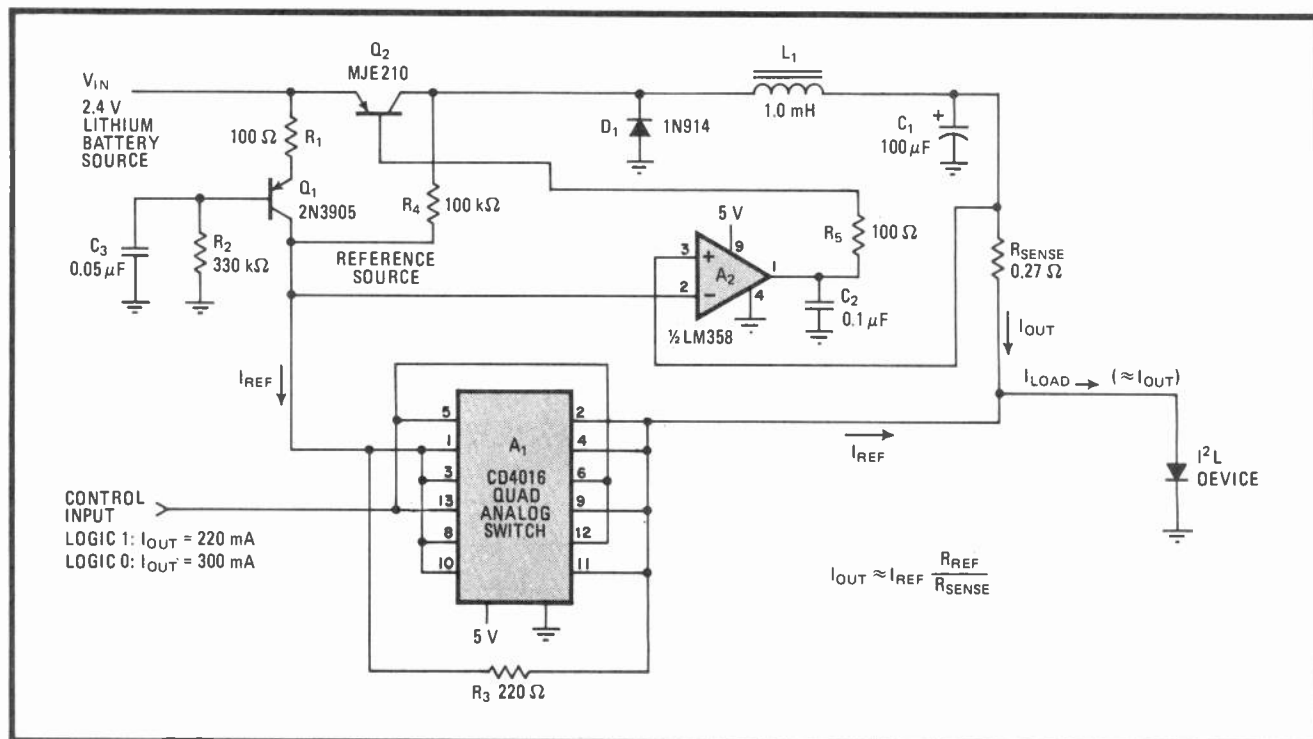 Q2
MJE210
L1
1.0 mH
VIN
2.4 V
LITHIUM
BATTERY
SOURCE
100 Ω R1
D1 1N914
+
C1
100 µF
Q1
2N3905
R4 100 kΩ
C3
0.05 µF
R2
330 kΩ
REFERENCE
SOURCE
5 V
R5 100 Ω
RSENSE
0.27 Ω
3 + 9
A2 1
2 − 4
½ LM358
C2
0.1 µF
IOUT
IREF
ILOAD (≈IOUT)
5 2
1 4
3 6
13 9
8 12
10 11
A1
CD4016
QUAD
ANALOG
SWITCH
IREF
I²L
DEVICE
CONTROL
INPUT
LOGIC 1: IOUT = 220 mA
LOGIC 0: IOUT = 300 mA
IOUT ≈ IREF RREF / RSENSE
5 V
R3 220 Ω